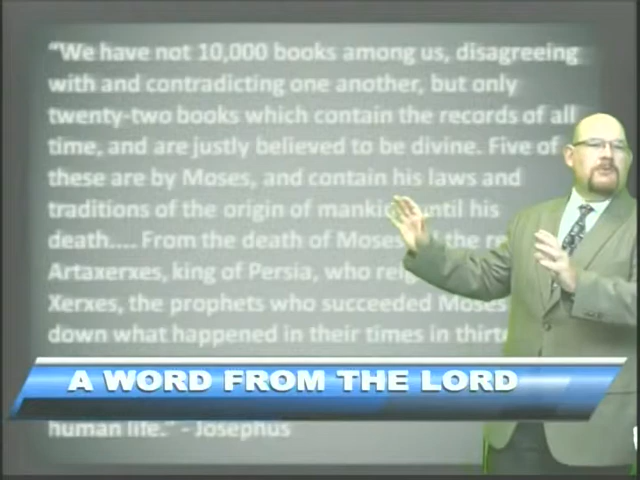 “We have not 10,000 books among us, disagreeing
with and contradicting one another, but only
twenty-two books which contain the records of all
time, and are justly believed to be divine. Five of
these are by Moses, and contain his laws and
traditions of the origin of until his
death.... From the death of Moses the
Artaxerxes, king of Persia, who
Xerxes, the prophets who succeeded Moses
down what happened in their times in
A WORD FROM THE LORD
human life.” - Josephus